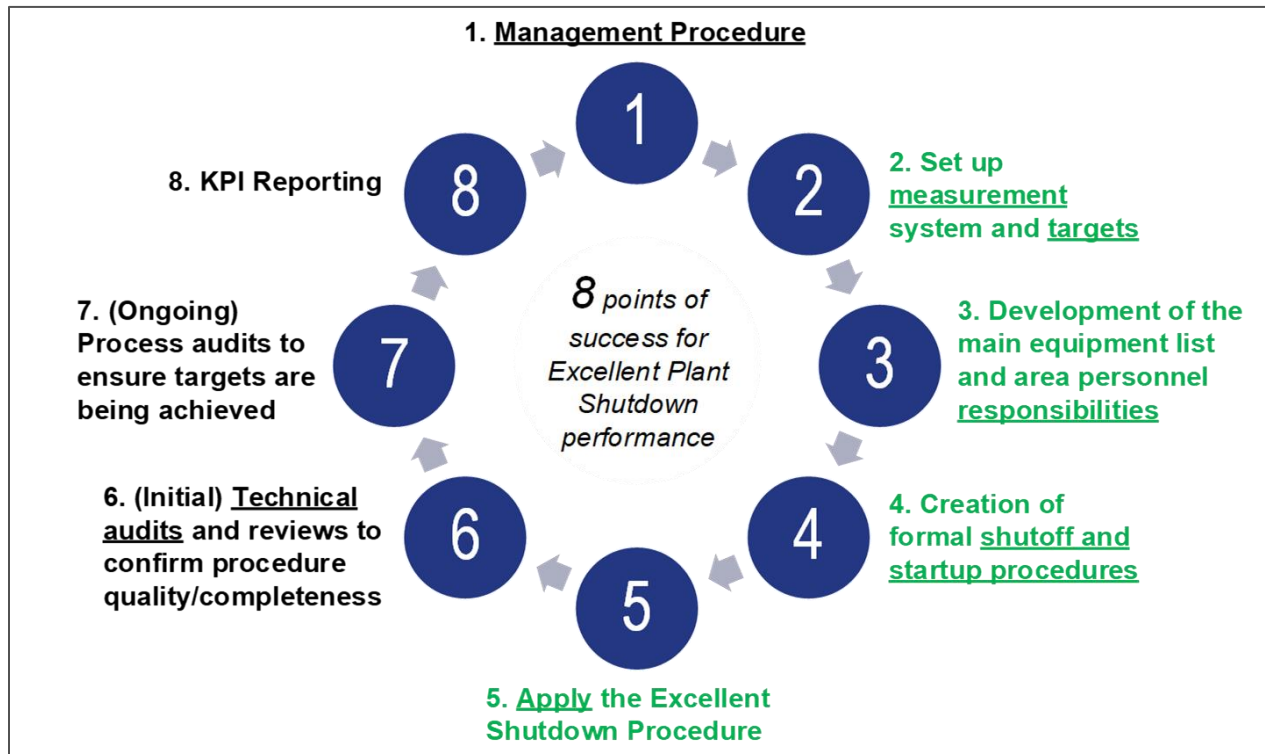 1. Management Procedure
1
2
2. Set up
measurement
system and targets
3
3. Development of the
main equipment list
and area personnel
responsibilities
4
4. Creation of
formal shutoff and
startup procedures
5
5. Apply the Excellent
Shutdown Procedure
6
6. (Initial) Technical
audits and reviews to
confirm procedure
quality/completeness
7
7. (Ongoing)
Process audits to
ensure targets are
being achieved
8
8. KPI Reporting
8 points of
success for
Excellent Plant
Shutdown
performance